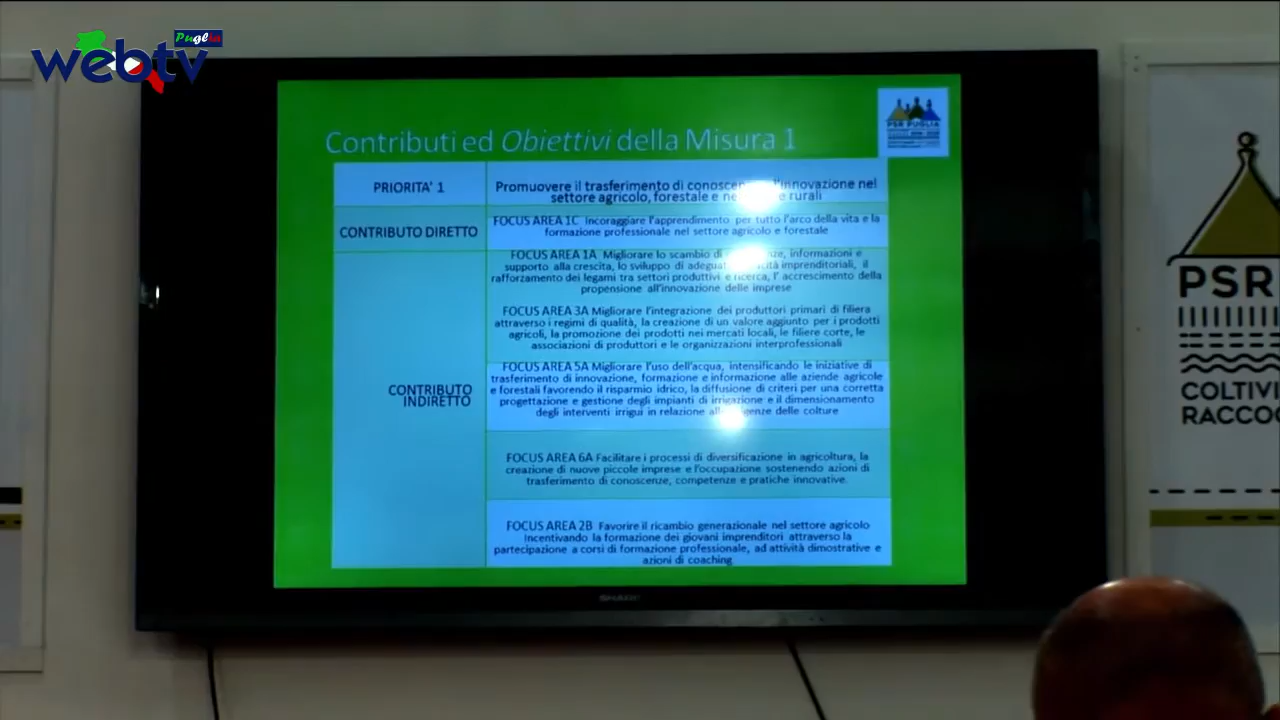 Puglia
webtv
PSR PUGLIA
Contributi ed Obiettivi della Misura 1
PRIORITA' 1
Promuovere il trasferimento di l'innovazione nel
settore agricolo, forestale e rurali
CONTRIBUTO DIRETTO
FOCUS AREA 1C Incoraggiare l'apprendimento per tutto l'arco della vita e la
formazione professionale nel settore agricolo e forestale
CONTRIBUTO
INDIRETTO
FOCUS AREA 1A Migliorare lo scambio di informazioni e
supporto alla crescita, lo sviluppo di imprenditoriali, il
rafforzamento dei legami tra settori produttivi e ricerca, l' accrescimento della
propensione all'innovazione delle imprese
FOCUS AREA 3A Migliorare l'integrazione dei produttori primari di filiera
attraverso i regimi di qualità, la creazione di un valore aggiunto per i prodotti
agricoli, la promozione dei prodotti nei mercati locali, le filiere corte, le
associazioni di produttori e le organizzazioni interprofessionali
FOCUS AREA 5A Migliorare l'uso dell'acqua, intensificando le iniziative di
trasferimento di innovazione, formazione e informazione alle aziende agricole
e forestali favorendo il risparmio idrico, la diffusione di criteri per una corretta
progettazione e gestione degli impianti di irrigazione e il dimensionamento
degli interventi irrigui in relazione delle colture
FOCUS AREA 6A Facilitare i processi di diversificazione in agricoltura, la
creazione di nuove piccole imprese e l'occupazione sostenendo azioni di
trasferimento di conoscenze, competenze e pratiche innovative.
FOCUS AREA 2B Favorire il ricambio generazionale nel settore agricolo
Incentivando la formazione dei giovani imprenditori attraverso la
partecipazione a corsi di formazione professionale, ad attività dimostrative e
azioni di coaching
SHARP
PSR
COLTIVI
RACCO